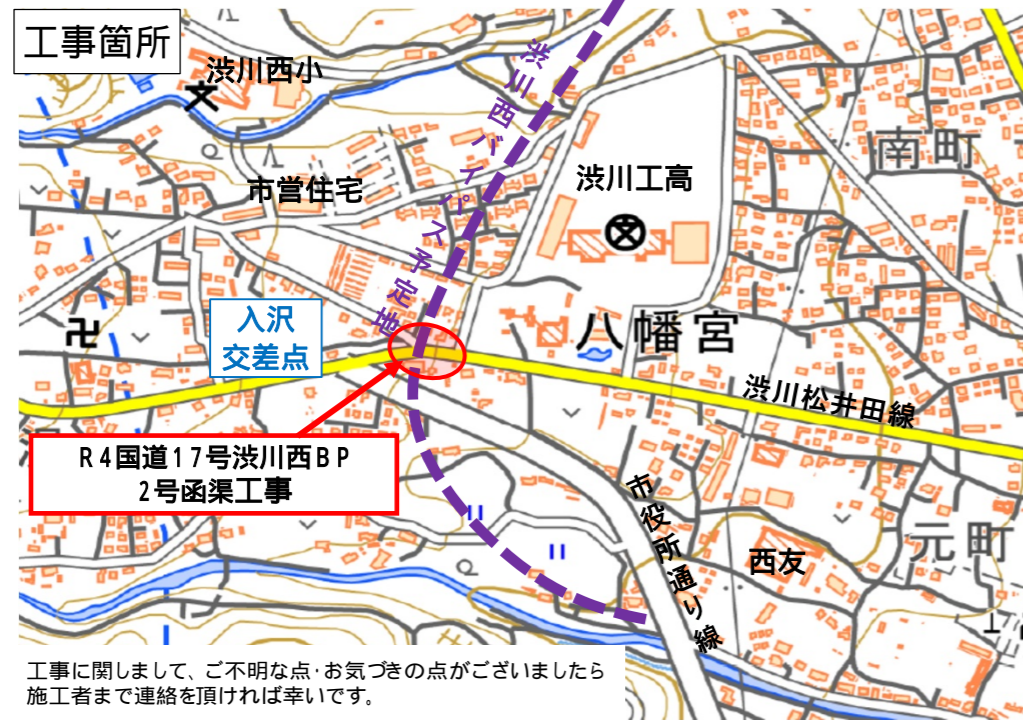 工事箇所
渋川西小
渋川西バイパス予定地
南町
市営住宅
渋川工高
入沢
交差点
八幡宮
渋川松井田線
R4国道17号渋川西BP
2号函渠工事
市役所通り線
元町
西友
工事に関しまして、ご不明な点・お気づきの点がございましたら
施工者まで連絡を頂ければ幸いです。